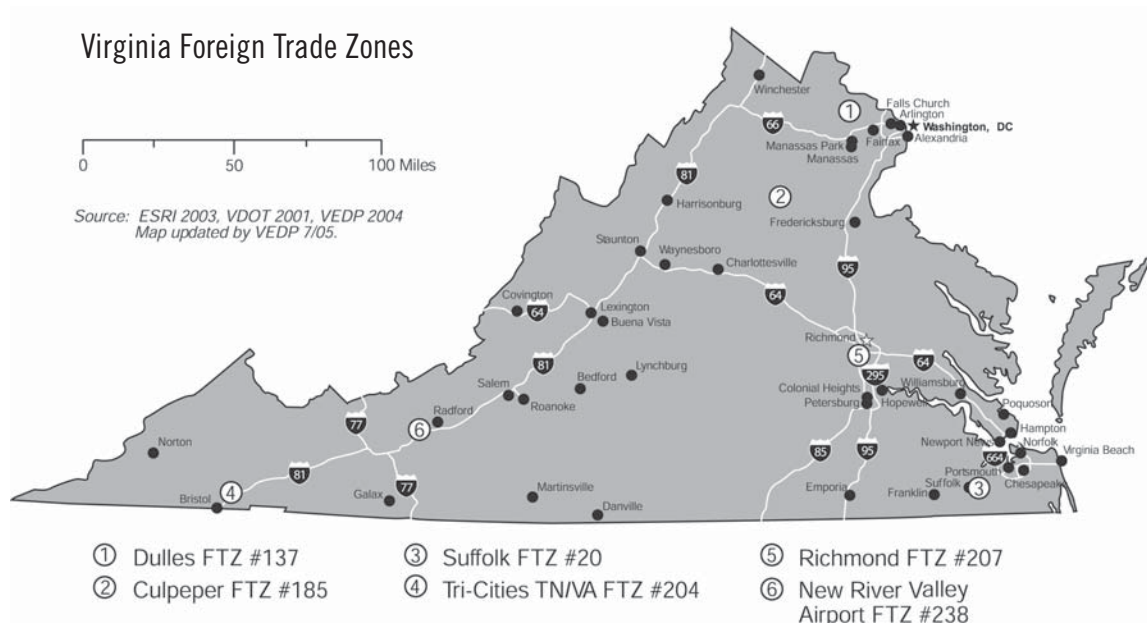 Virginia Foreign Trade Zones
0 50 100 Miles
Source: ESRI 2003, VDOT 2001, VEDP 2004
Map updated by VEDP 7/05.
Winchester
1
Falls Church
Arlington
Washington, DC
66
Fairfax
Alexandria
Manassas Park
Manassas
81
2
Harrisonburg
Fredericksburg
Staunton
Waynesboro
Charlottesville
95
64
Covington
64
Lexington
Buena Vista
Richmond
5
64
81
295
Lynchburg
Bedford
Salem
Roanoke
Colonial Heights
Petersburg
Hopewell
Williamsburg
Poquoson
Radford
6
77
Hampton
Newport News
Norfolk
Norton
85
95
664
Virginia Beach
81
Portsmouth
Chesapeake
Suffolk
3
77
Bristol
4
Galax
Martinsville
Danville
Emporia
Franklin
1 Dulles FTZ #137
2 Culpeper FTZ #185
3 Suffolk FTZ #20
4 Tri-Cities TN/VA FTZ #204
5 Richmond FTZ #207
6 New River Valley
Airport FTZ #238